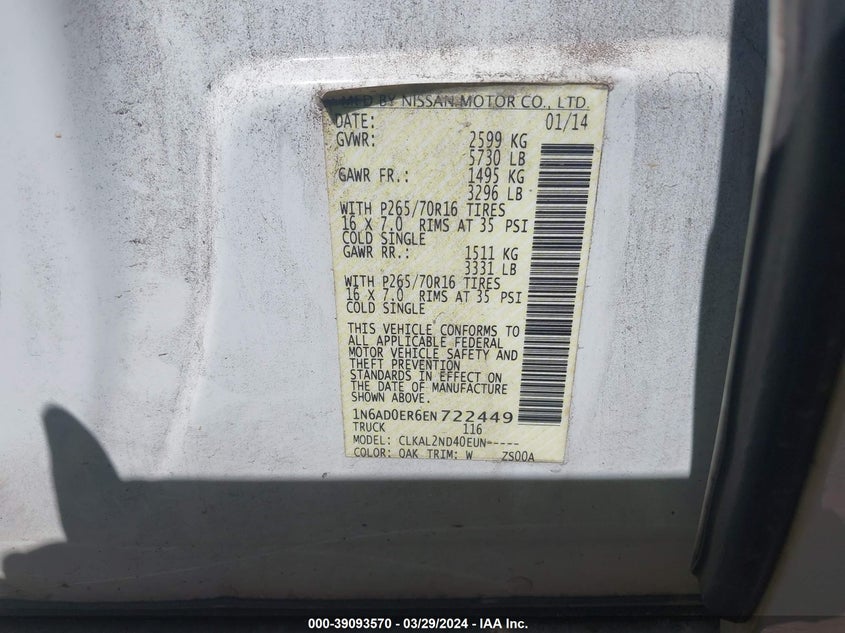 MFD BY NISSAN MOTOR CO., LTD.
DATE: 01/14
GVWR: 2599 KG
5730 LB
GAWR FR.: 1495 KG
3296 LB
WITH P265/70R16 TIRES
16 X 7.0 RIMS AT 35 PSI
COLD SINGLE
GAWR RR.: 1511 KG
3331 LB
WITH P265/70R16 TIRES
16 X 7.0 RIMS AT 35 PSI
COLD SINGLE
THIS VEHICLE CONFORMS TO
ALL APPLICABLE FEDERAL
MOTOR VEHICLE SAFETY AND
THEFT PREVENTION
STANDARDS IN EFFECT ON
THE DATE OF MANUFACTURE
SHOWN ABOVE.
1N6AD0ER6EN 722449
TRUCK 116
MODEL: CLKAL2ND40EUN-----
COLOR: QAK TRIM: W ZS00A
000-39093570 / 03/29/2024 - IAA Inc.